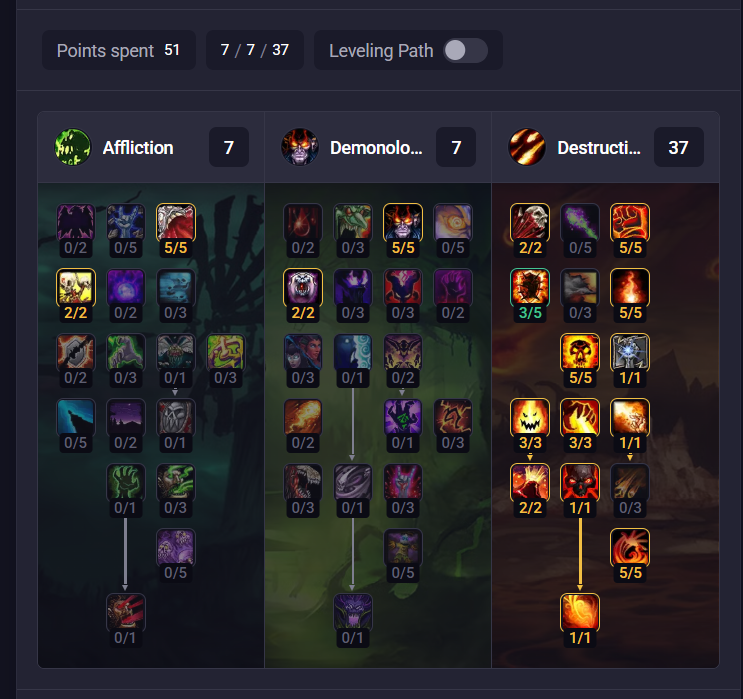 Points spent 51 7 / 7 / 37 Leveling Path
Affliction 7 Demonolo... 7 Destructi... 37
0/2 0/5 5/5 0/2 0/3 5/5 0/5 2/2 0/5 5/5
2/2 0/2 0/3 2/2 0/3 0/3 0/2 3/5 0/3 5/5
0/2 0/3 0/1 0/3 0/3 0/1 0/2 5/5 1/1
0/5 0/2 0/1 0/2 0/1 0/3 3/3 3/3 1/1
0/1 0/3 0/3 0/1 0/3 2/2 1/1 0/3
0/5 0/5 5/5
0/1 0/1 1/1